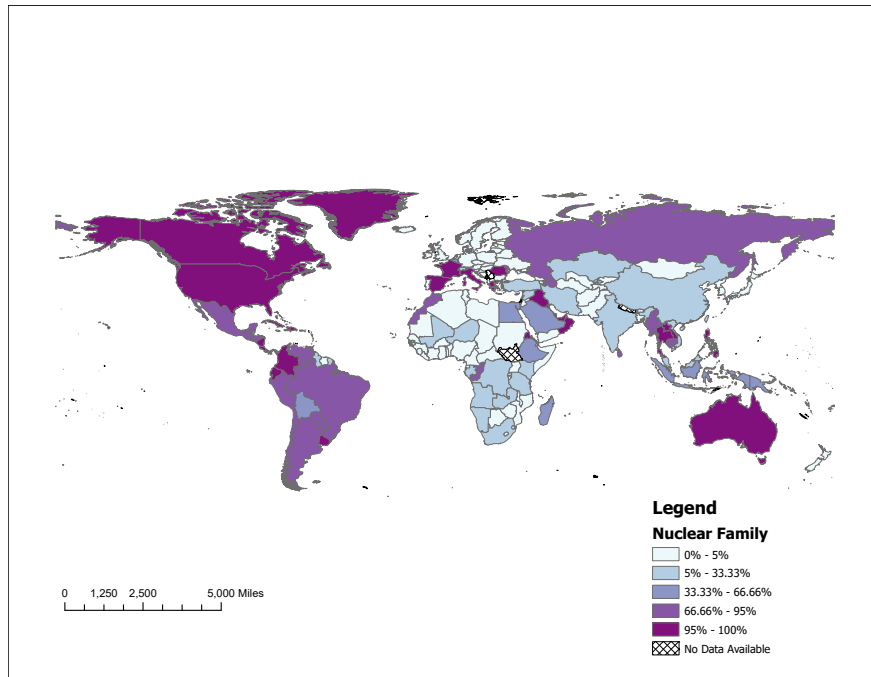 Legend
Nuclear Family
0% - 5%
5% - 33.33%
33.33% - 66.66%
66.66% - 95%
95% - 100%
No Data Available
0 1,250 2,500 5,000 Miles